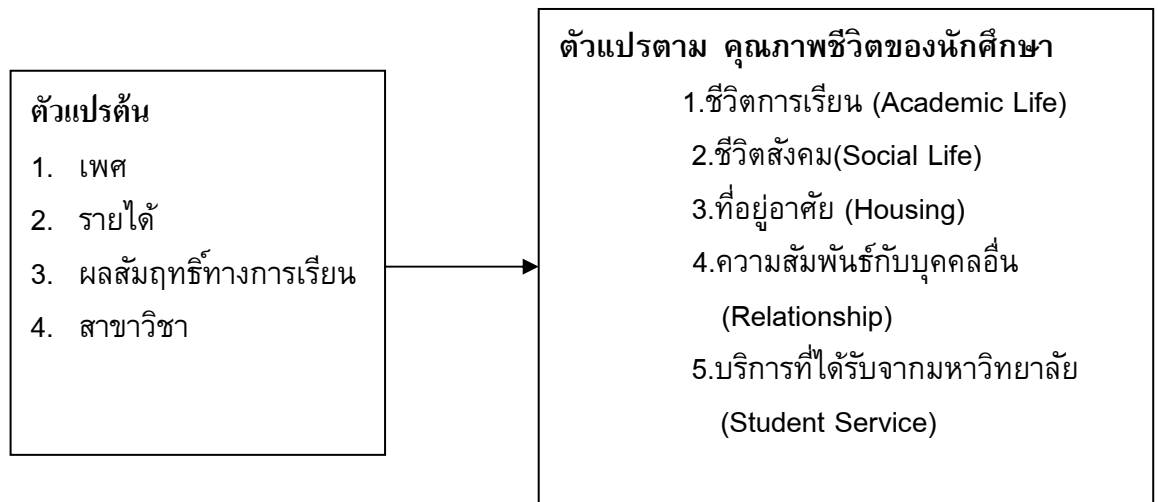 ตัวแปรต้น
1. เพศ
2. รายได้
3. ผลสัมฤทธิ์ทางการเรียน
4. สาขาวิชา
ตัวแปรตาม คุณภาพชีวิตของนักศึกษา
1.ชีวิตการเรียน (Academic Life)
2.ชีวิตสังคม(Social Life)
3.ที่อยู่อาศัย (Housing)
4.ความสัมพันธ์กับบุคคลอื่น
(Relationship)
5.บริการที่ได้รับจากมหาวิทยาลัย
(Student Service)